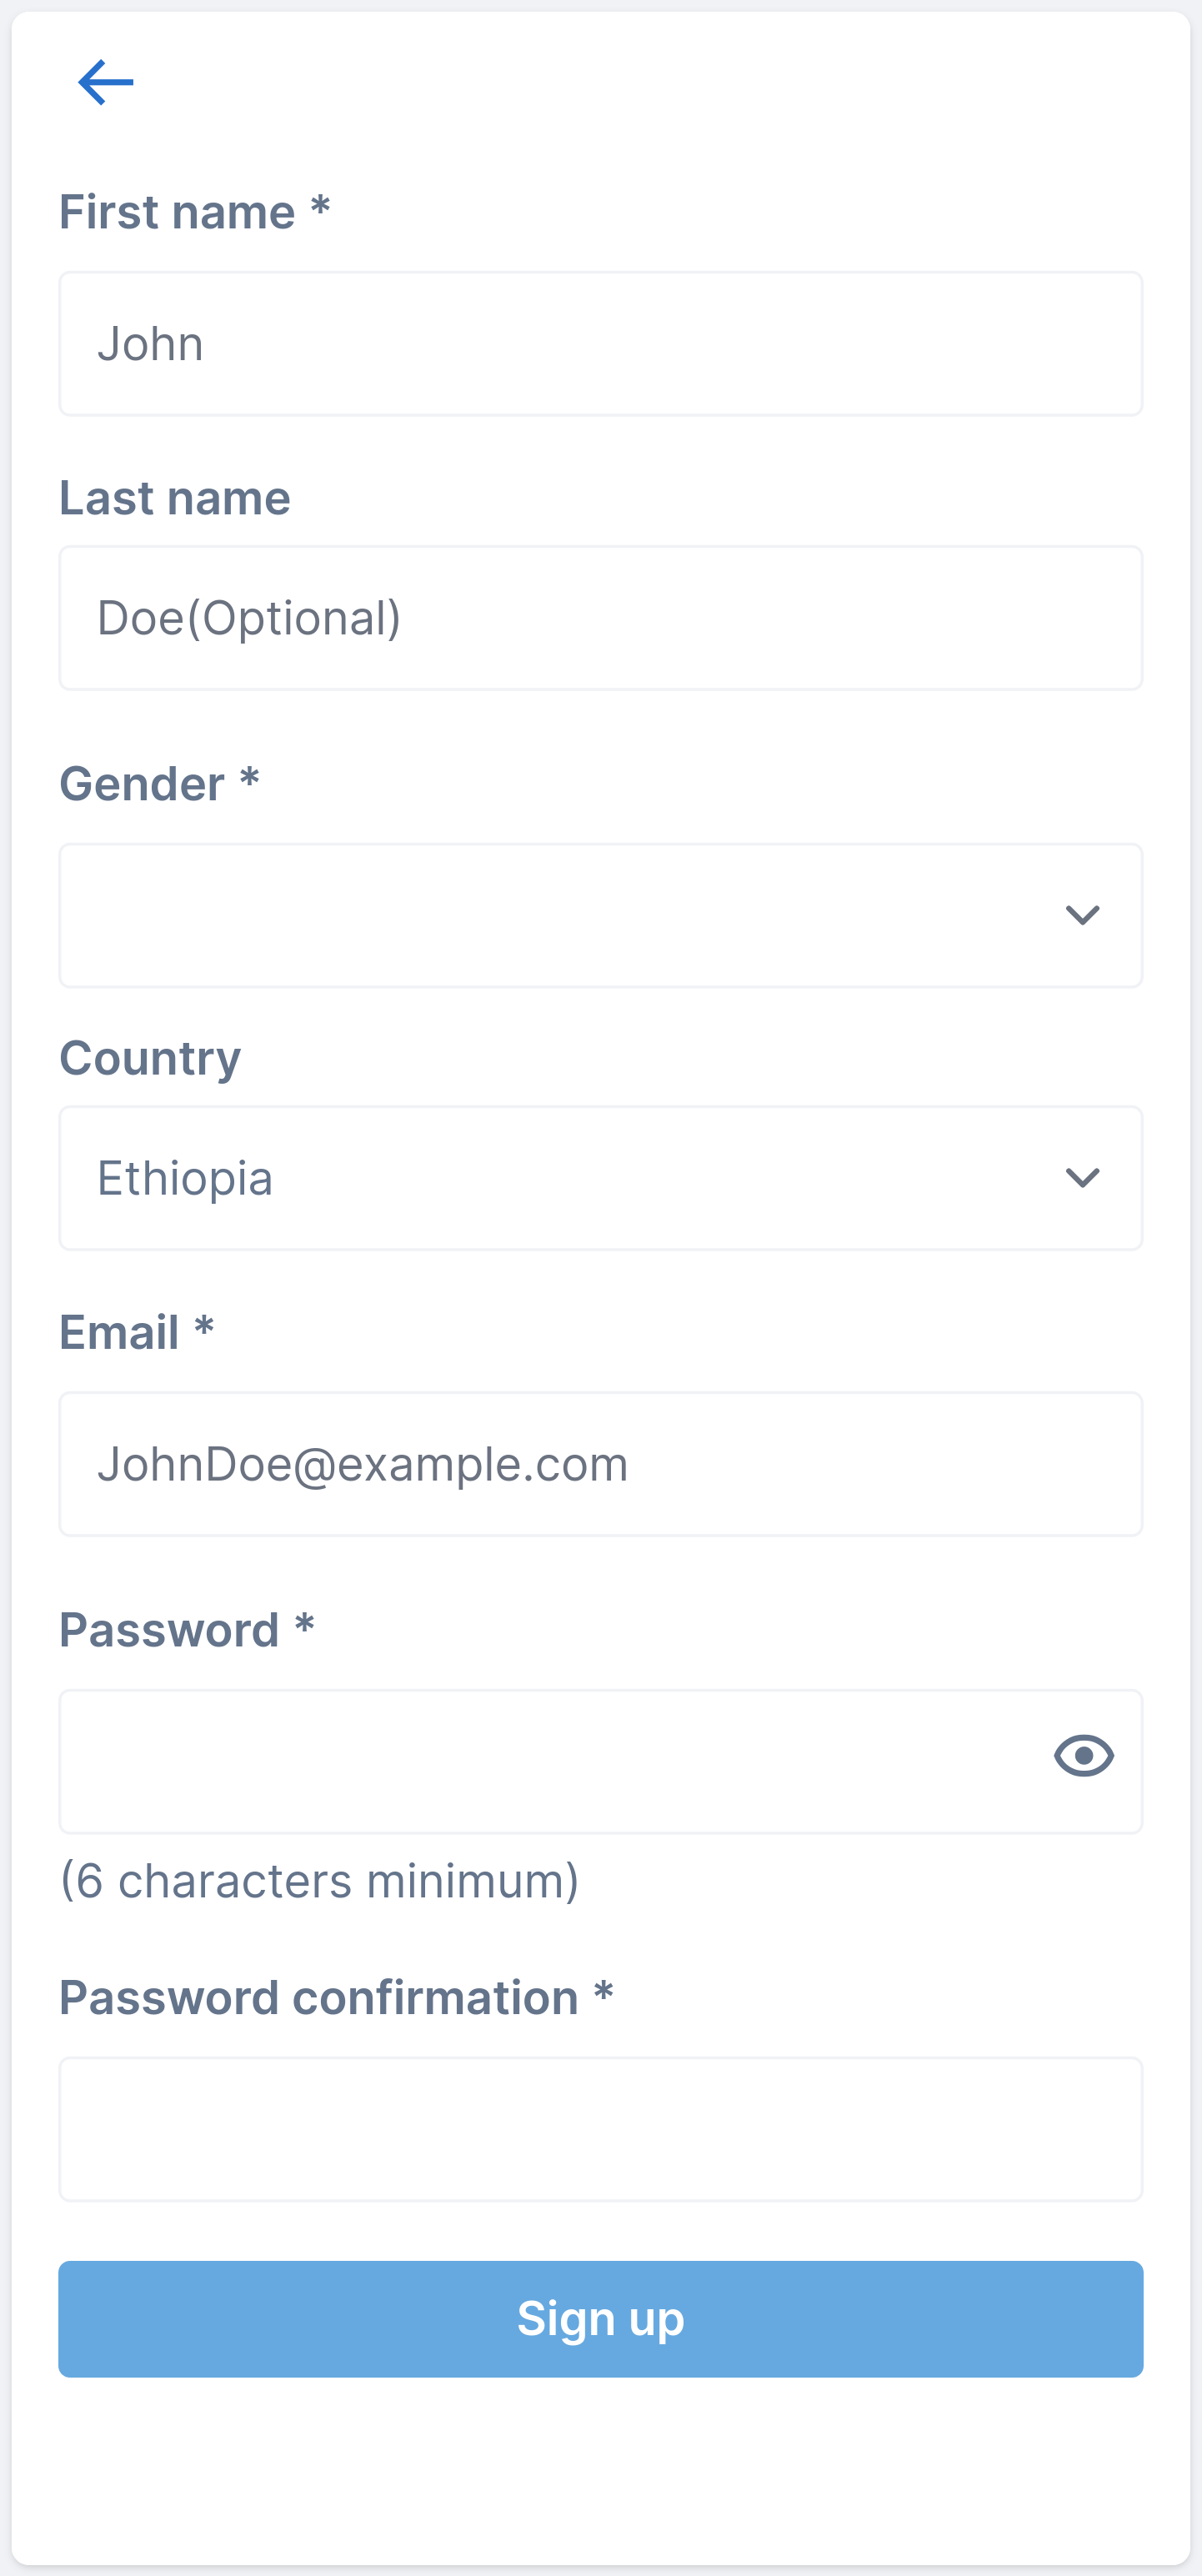 First name *
John
Last name
Doe(Optional)
Gender *
Country
Ethiopia
Email *
JohnDoe@example.com
Password *
(6 characters minimum)
Password confirmation *
Sign up